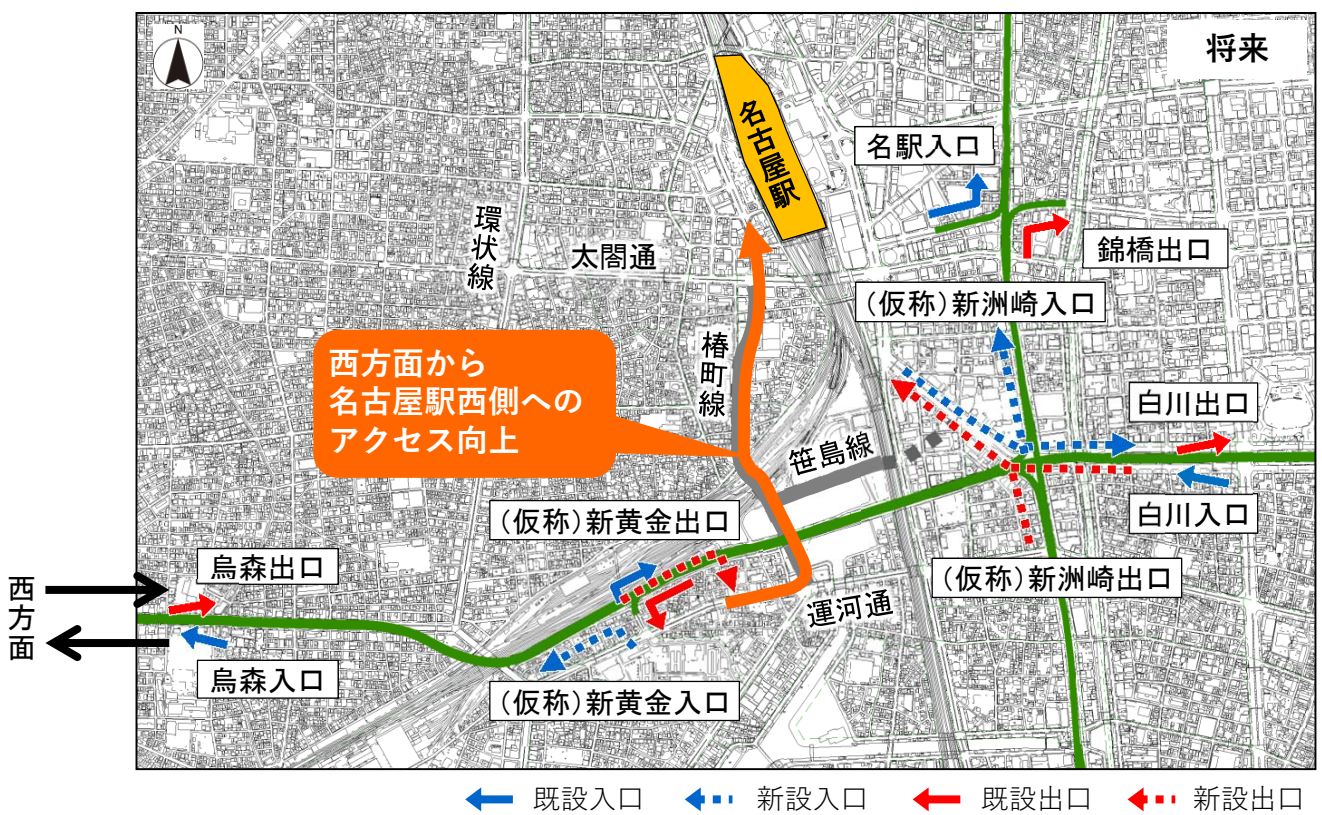 N
将来
名古屋駅
名駅入口
錦橋出口
環状線
太閤通
(仮称)新洲崎入口
椿町線
西方面から
名古屋駅西側への
アクセス向上
白川出口
笹島線
(仮称)新黄金出口
白川入口
烏森出口
(仮称)新洲崎出口
西方面
運河通
烏森入口
(仮称)新黄金入口
既設入口
新設入口
既設出口
新設出口